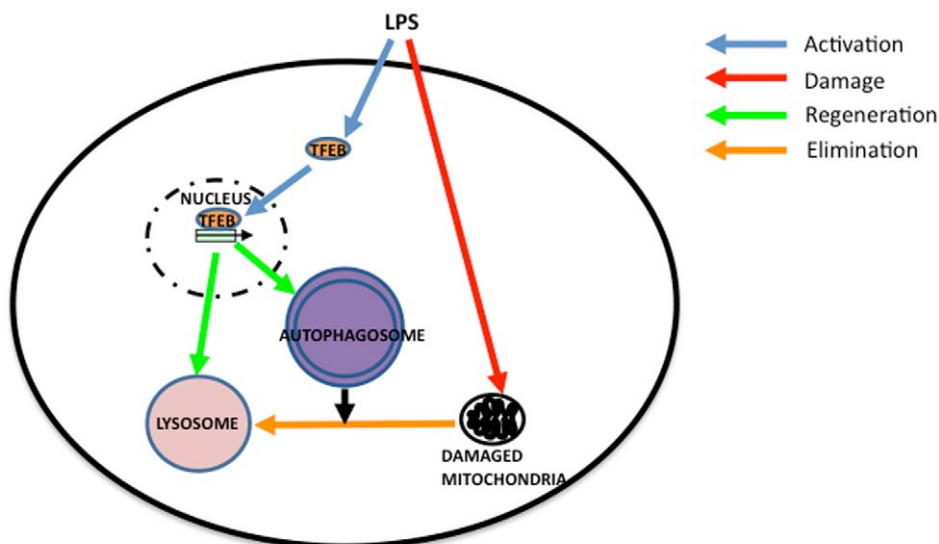 LPS
Activation
Damage
Regeneration
Elimination
TFEB
NUCLEUS
TFEB
AUTOPHAGOSOME
LYSOSOME
DAMAGED
MITOCHONDRIA